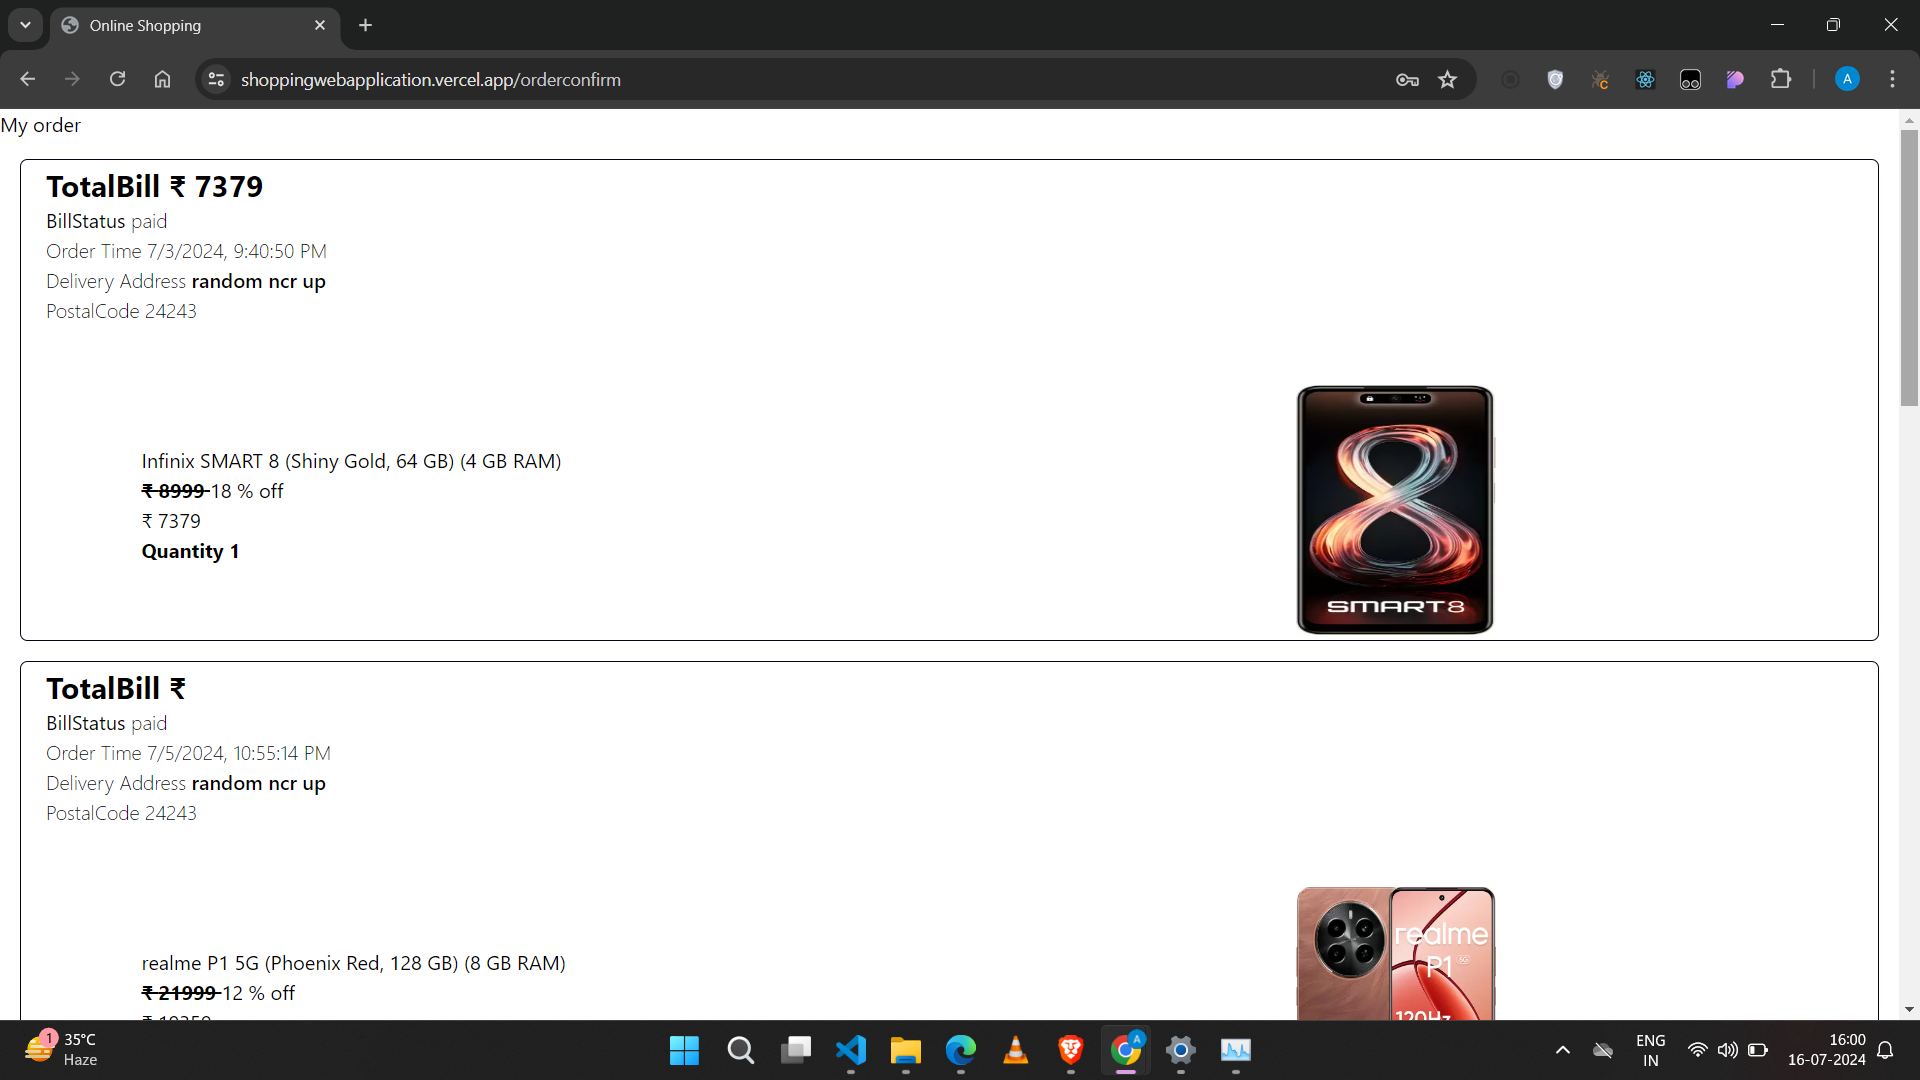 Online Shopping
shoppingwebapplication.vercel.app/orderconfirm
A
My order
TotalBill ₹ 7379
BillStatus paid
Order Time 7/3/2024, 9:40:50 PM
Delivery Address random ncr up
PostalCode 24243
Infinix SMART 8 (Shiny Gold, 64 GB) (4 GB RAM)
₹ 8999 18 % off
₹ 7379
Quantity 1
SMART8
TotalBill ₹
BillStatus paid
Order Time 7/5/2024, 10:55:14 PM
Delivery Address random ncr up
PostalCode 24243
realme P1 5G (Phoenix Red, 128 GB) (8 GB RAM)
₹ 21999 12 % off
realme
P1 5G
120Hz
1
35°C
Haze
A
ENG
IN
16:00
16-07-2024